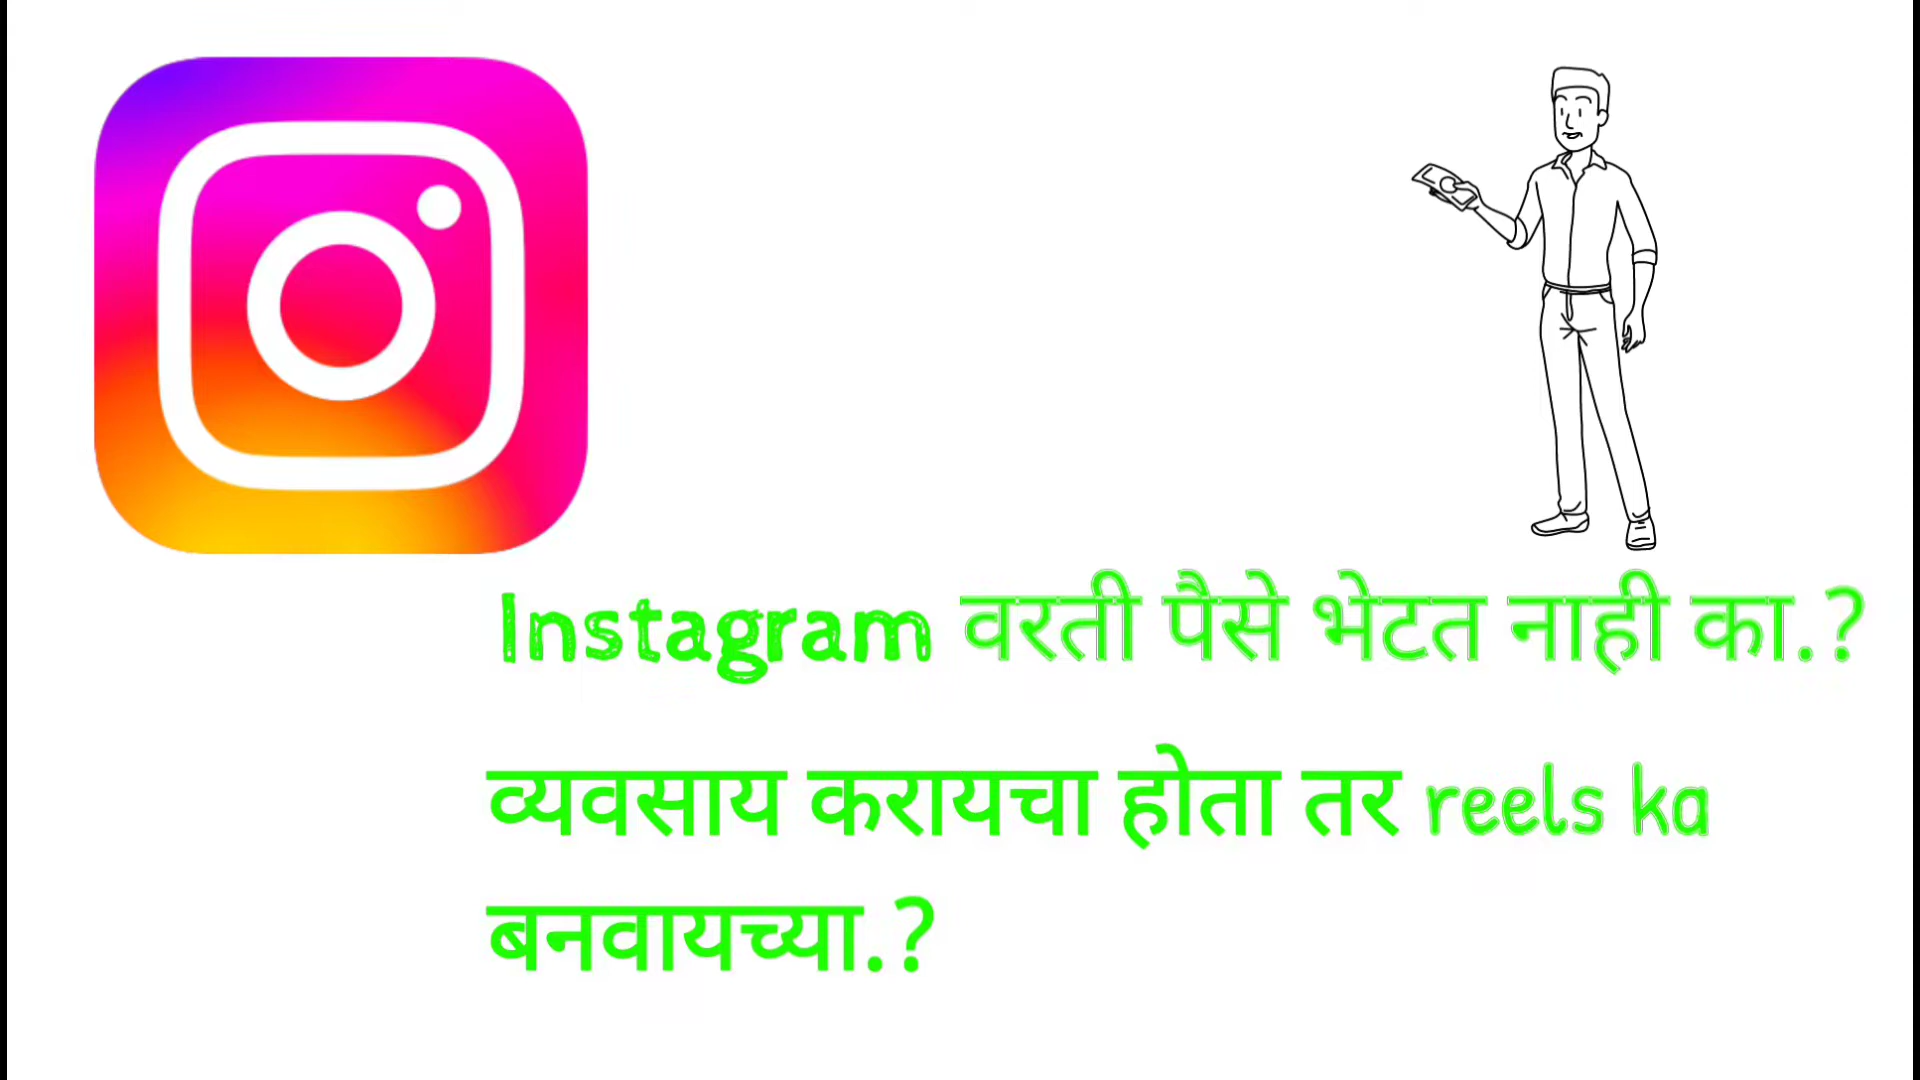 Instagram वरती पैसे भेटत नाही का.?
व्यवसाय करायचा होता तर reels ka
बनवायच्या.?